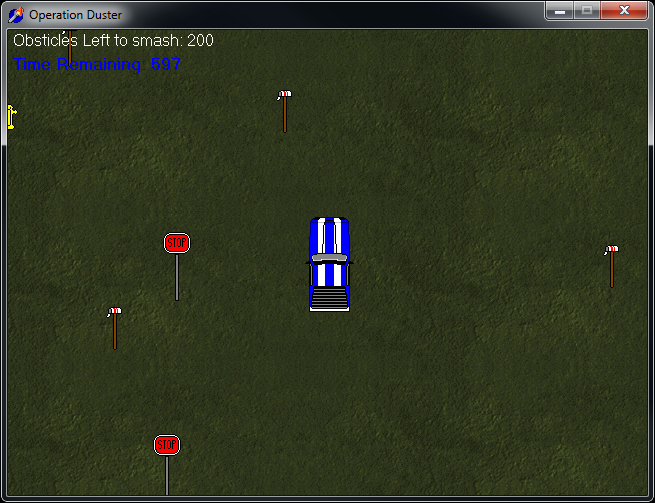 Operation Duster
Obsticles Left to smash: 200
Time Remaining: 597
STOP
STOP